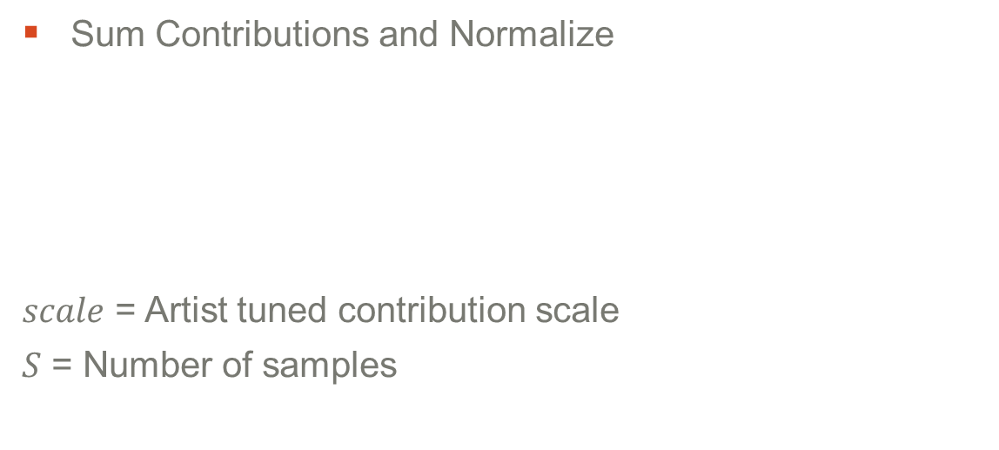 ▪ Sum Contributions and Normalize
scale = Artist tuned contribution scale
S = Number of samples